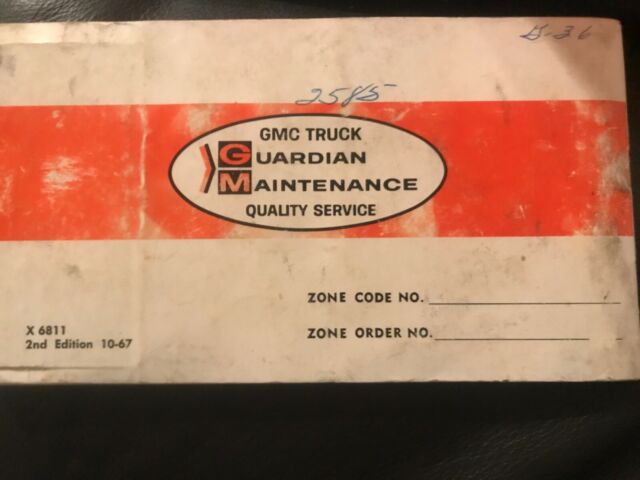 2585
GMC TRUCK
GUARDIAN
MAINTENANCE
QUALITY SERVICE
ZONE CODE NO.
ZONE ORDER NO.
X 6811
2nd Edition 10-67